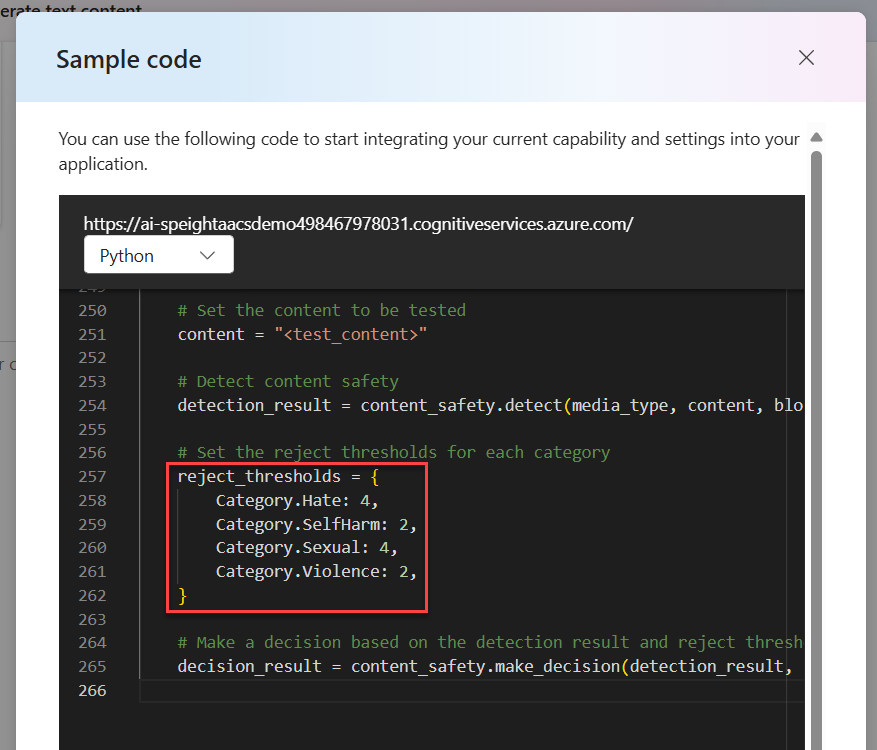 erate text content
Sample code
You can use the following code to start integrating your current capability and settings into your
application.
https://ai-speightaacsdemo498467978031.cognitiveservices.azure.com/
Python
249
250 # Set the content to be tested
251 content = "<test_content>"
252
253 # Detect content safety
254 detection_result = content_safety.detect(media_type, content, blo
255
256 # Set the reject thresholds for each category
257 reject_thresholds = {
258 Category.Hate: 4,
259 Category.SelfHarm: 2,
260 Category.Sexual: 4,
261 Category.Violence: 2,
262 }
263
264 # Make a decision based on the detection result and reject thresh
265 decision_result = content_safety.make_decision(detection_result,
266